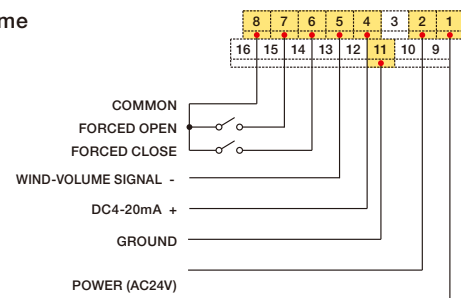 me
8 7 6 5 4 3 2 1
16 15 14 13 12 11 10 9
COMMON
FORCED OPEN
FORCED CLOSE
WIND-VOLUME SIGNAL -
DC4-20mA +
GROUND
POWER (AC24V)